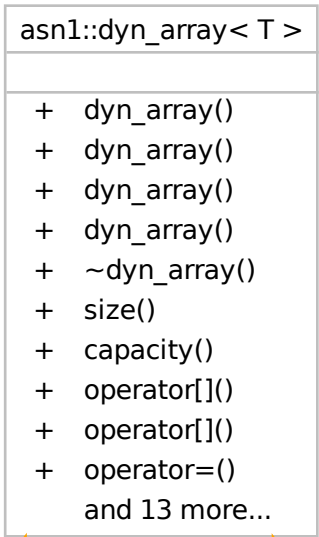 asn1::dyn_array< T >
+ dyn_array()
+ dyn_array()
+ dyn_array()
+ dyn_array()
+ ~dyn_array()
+ size()
+ capacity()
+ operator[]()
+ operator[]()
+ operator=()
and 13 more...